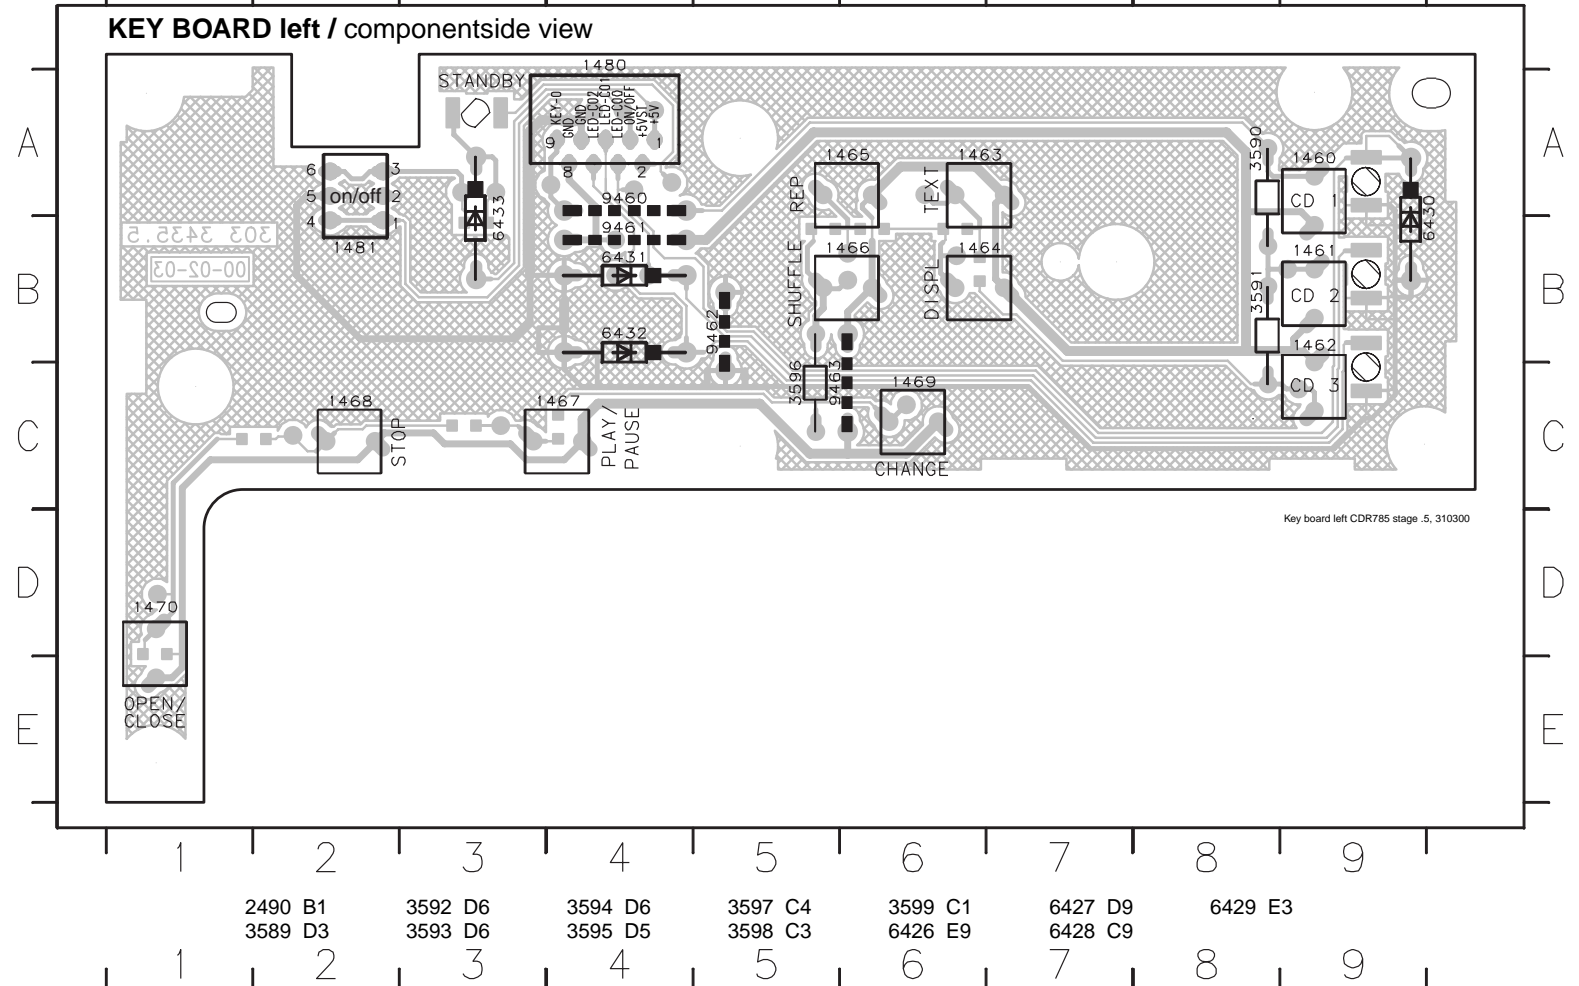 KEY BOARD left / componentside view
1480
STANDBY
KEY-0
GND
GND
LED-C02
LED-C01
LED-C00
ON/OFF
+5VST
+5V
9 1
8 2
A A
6 3
5 on/off 2
4 1
1481
6433
9460
9461
6431
6432
1465
REP
1463
TEXT
3590
1460
CD 1
6430
303 3435.5
00-02-03
B B
1466
SHUFFLE
1464
DISPL
3591
1461
CD 2
9462
1462
CD 3
3596
9463
1469
CHANGE
1468
STOP
1467
PLAY/
PAUSE
C C
Key board left CDR785 stage .5, 310300
D D
1470
OPEN/
CLOSE
E E
1 2 3 4 5 6 7 8 9
2490 B1 3592 D6 3594 D6 3597 C4 3599 C1 6427 D9 6429 E3
3589 D3 3593 D6 3595 D5 3598 C3 6426 E9 6428 C9
1 2 3 4 5 6 7 8 9